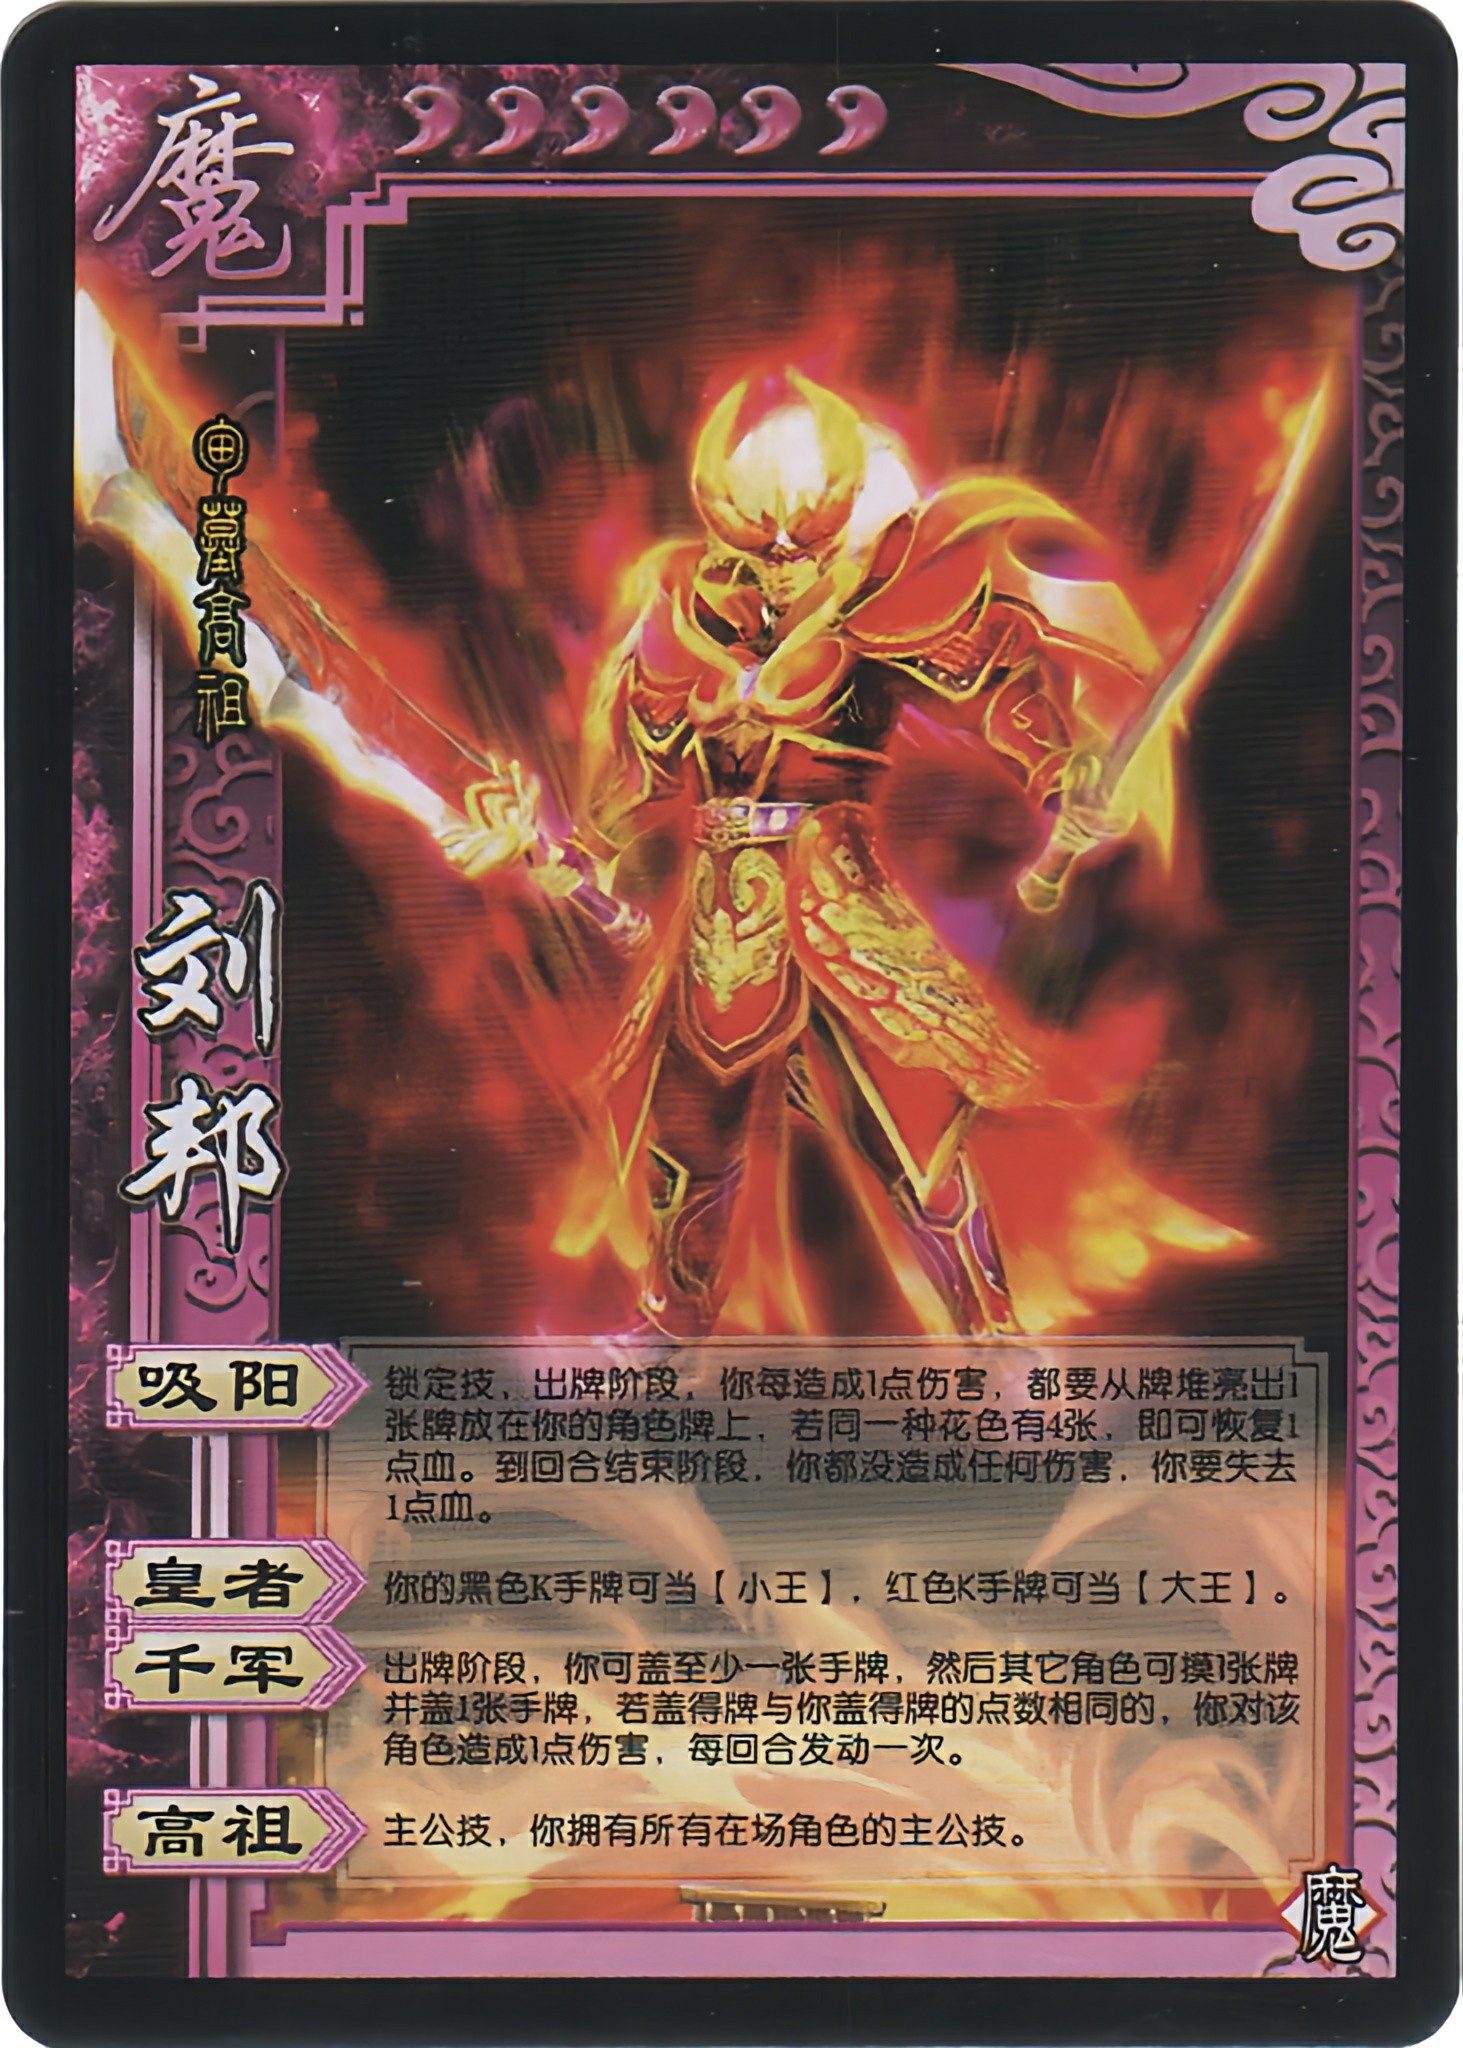 魔
高祖
刘邦
吸阳
锁定技，出牌阶段，你每造成1点伤害，都要从牌堆亮出1
张牌放在你的角色牌上，若同一种花色有4张，即可恢复1
点血。到回合结束阶段，你都没造成任何伤害，你要失去
1点血。
皇者
你的黑色K手牌可当【小王】，红色K手牌可当【大王】。
千军
出牌阶段，你可盖至少一张手牌，然后其它角色可摸1张牌
并盖1张手牌，若盖得牌与你盖得牌的点数相同的，你对该
角色造成1点伤害，每回合发动一次。
高祖
主公技，你拥有所有在场角色的主公技。
魔